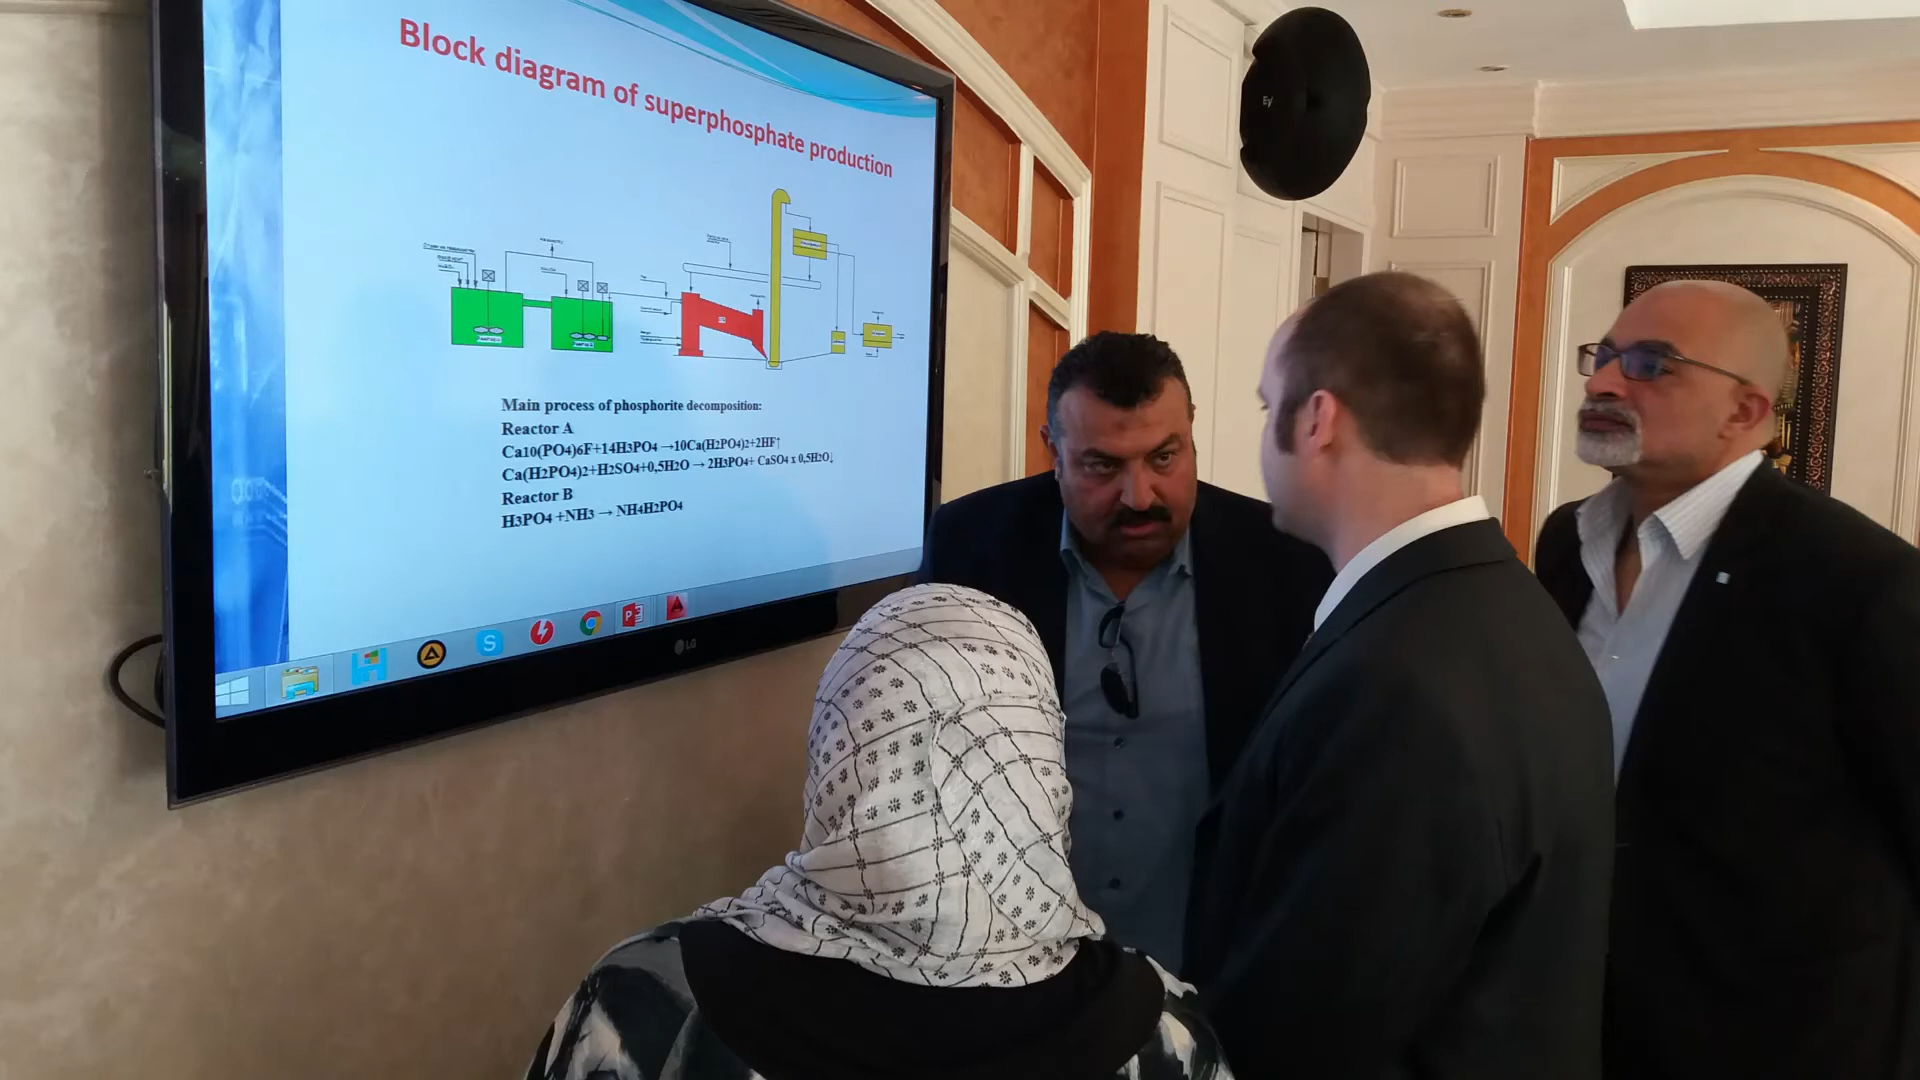 Block diagram of superphosphate production
Main process of phosphorite decomposition:
Reactor A
Ca10(PO4)6F+14H3PO4 →10Ca(H2PO4)2+2HF↑
Ca(H2PO4)2+H2SO4+0,5H2O → 2H3PO4+ CaSO4 x 0,5H2O↓
Reactor B
H3PO4 +NH3 → NH4H2PO4
LG
EV